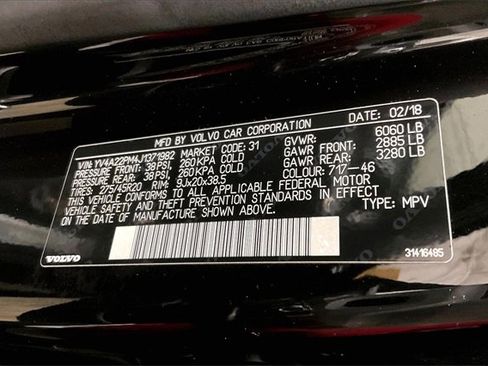 MFD BY VOLVO CAR CORPORATION DATE: 02/18
VIN: YV4A22PM4J1371982 MARKET CODE: 31 GVWR: 6060 LB
PRESSURE FRONT: 38 PSI, 260 KPA COLD GAWR FRONT: 2885 LB
PRESSURE REAR: 38 PSI, 260 KPA COLD GAWR REAR: 3280 LB
TIRES: 275/45R20 RIM: 9JX20X38.5 COLOUR: 717-46
THIS VEHICLE CONFORMS TO ALL APPLICABLE FEDERAL MOTOR
VEHICLE SAFETY AND THEFT PREVENTION STANDARDS IN EFFECT
ON THE DATE OF MANUFACTURE SHOWN ABOVE. TYPE: MPV
VOLVO 31416485